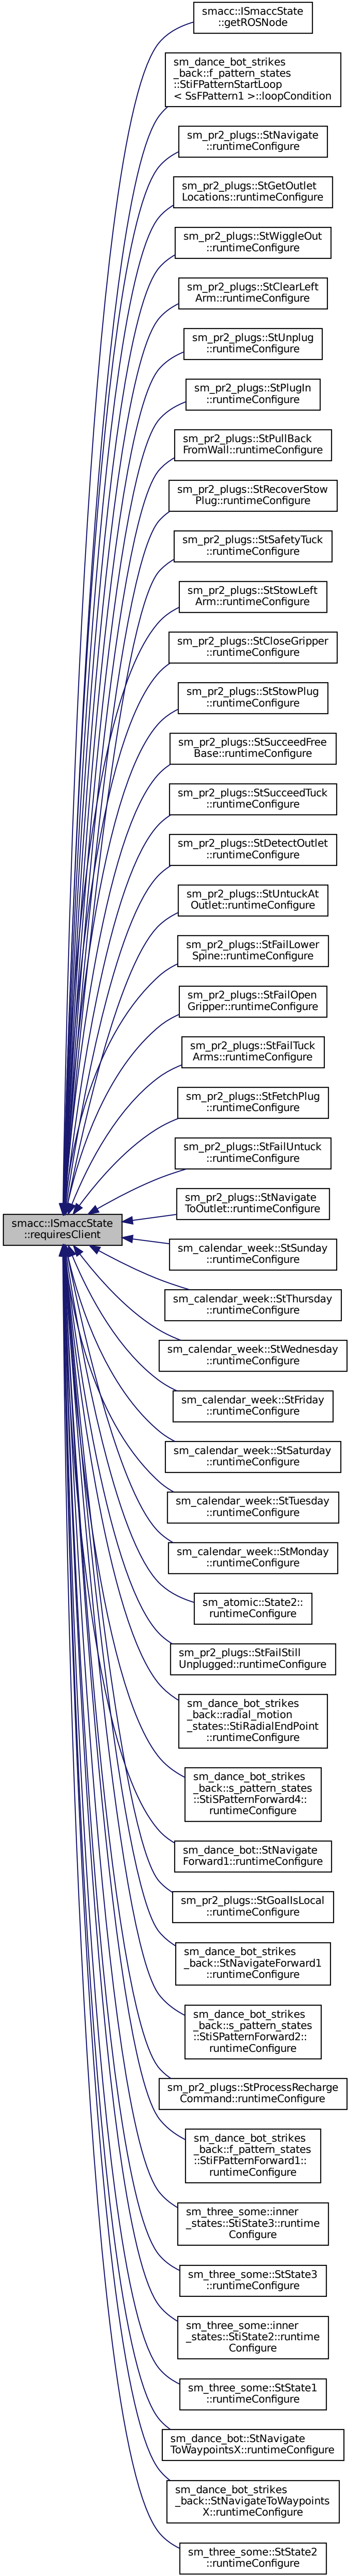 smacc::ISmaccState
::getROSNode
sm_dance_bot_strikes
_back::f_pattern_states
::StiFPatternStartLoop
< SsFPattern1 >::loopCondition
sm_pr2_plugs::StNavigate
::runtimeConfigure
sm_pr2_plugs::StGetOutlet
Locations::runtimeConfigure
sm_pr2_plugs::StWiggleOut
::runtimeConfigure
sm_pr2_plugs::StClearLeft
Arm::runtimeConfigure
sm_pr2_plugs::StUnplug
::runtimeConfigure
sm_pr2_plugs::StPlugIn
::runtimeConfigure
sm_pr2_plugs::StPullBack
FromWall::runtimeConfigure
sm_pr2_plugs::StRecoverStow
Plug::runtimeConfigure
sm_pr2_plugs::StSafetyTuck
::runtimeConfigure
sm_pr2_plugs::StStowLeft
Arm::runtimeConfigure
sm_pr2_plugs::StCloseGripper
::runtimeConfigure
sm_pr2_plugs::StStowPlug
::runtimeConfigure
sm_pr2_plugs::StSucceedFree
Base::runtimeConfigure
sm_pr2_plugs::StSucceedTuck
::runtimeConfigure
sm_pr2_plugs::StDetectOutlet
::runtimeConfigure
sm_pr2_plugs::StUntuckAt
Outlet::runtimeConfigure
sm_pr2_plugs::StFailLower
Spine::runtimeConfigure
sm_pr2_plugs::StFailOpen
Gripper::runtimeConfigure
sm_pr2_plugs::StFailTuck
Arms::runtimeConfigure
sm_pr2_plugs::StFetchPlug
::runtimeConfigure
sm_pr2_plugs::StFailUntuck
::runtimeConfigure
sm_pr2_plugs::StNavigate
ToOutlet::runtimeConfigure
smacc::ISmaccState
::requiresClient
sm_calendar_week::StSunday
::runtimeConfigure
sm_calendar_week::StThursday
::runtimeConfigure
sm_calendar_week::StWednesday
::runtimeConfigure
sm_calendar_week::StFriday
::runtimeConfigure
sm_calendar_week::StSaturday
::runtimeConfigure
sm_calendar_week::StTuesday
::runtimeConfigure
sm_calendar_week::StMonday
::runtimeConfigure
sm_atomic::State2::
runtimeConfigure
sm_pr2_plugs::StFailStill
Unplugged::runtimeConfigure
sm_dance_bot_strikes
_back::radial_motion
_states::StiRadialEndPoint
::runtimeConfigure
sm_dance_bot_strikes
_back::s_pattern_states
::StiSPatternForward4::
runtimeConfigure
sm_dance_bot::StNavigate
Forward1::runtimeConfigure
sm_pr2_plugs::StGoalIsLocal
::runtimeConfigure
sm_dance_bot_strikes
_back::StNavigateForward1
::runtimeConfigure
sm_dance_bot_strikes
_back::s_pattern_states
::StiSPatternForward2::
runtimeConfigure
sm_pr2_plugs::StProcessRecharge
Command::runtimeConfigure
sm_dance_bot_strikes
_back::f_pattern_states
::StiFPatternForward1::
runtimeConfigure
sm_three_some::inner
_states::StiState3::runtime
Configure
sm_three_some::StState3
::runtimeConfigure
sm_three_some::inner
_states::StiState2::runtime
Configure
sm_three_some::StState1
::runtimeConfigure
sm_dance_bot::StNavigate
ToWaypointsX::runtimeConfigure
sm_dance_bot_strikes
_back::StNavigateToWaypoints
X::runtimeConfigure
sm_three_some::StState2
::runtimeConfigure